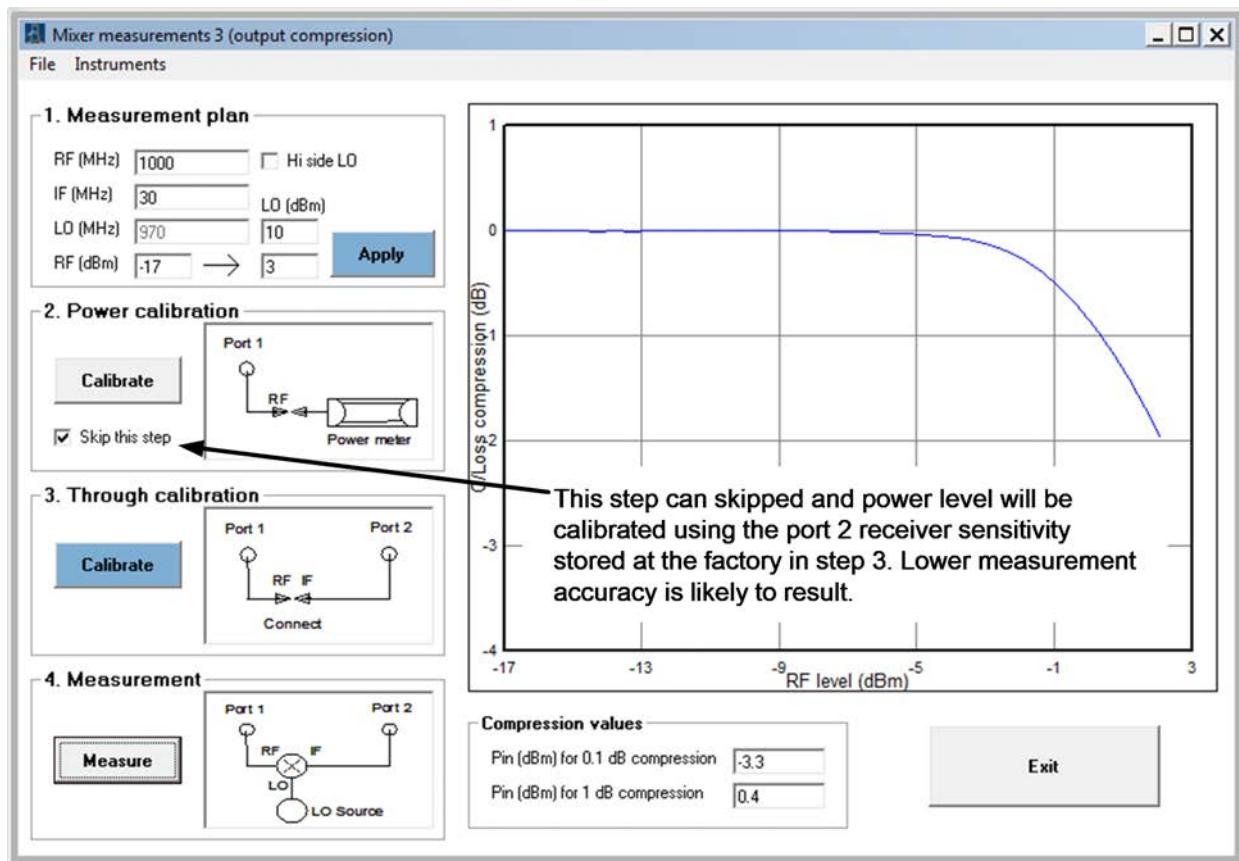 Mixer measurements 3 (output compression)
File Instruments
1. Measurement plan
RF (MHz) 1000 Hi side LO
IF (MHz) 30
LO (dBm)
LO (MHz) 970 10
RF (dBm) -17 3 Apply
2. Power calibration
Port 1
Calibrate
RF
Skip this step
Power meter
3. Through calibration
Port 1 Port 2
Calibrate
RF IF
Connect
4. Measurement
Port 1 Port 2
RF IF
Measure
LO
LO Source
1
0
-1
-2
-3
-4
/Loss compression (dB)
-17 -13 -9 -5 -1 3
RF level (dBm)
This step can skipped and power level will be
calibrated using the port 2 receiver sensitivity
stored at the factory in step 3. Lower measurement
accuracy is likely to result.
Compression values
Pin (dBm) for 0.1 dB compression -3.3
Pin (dBm) for 1 dB compression 0.4
Exit